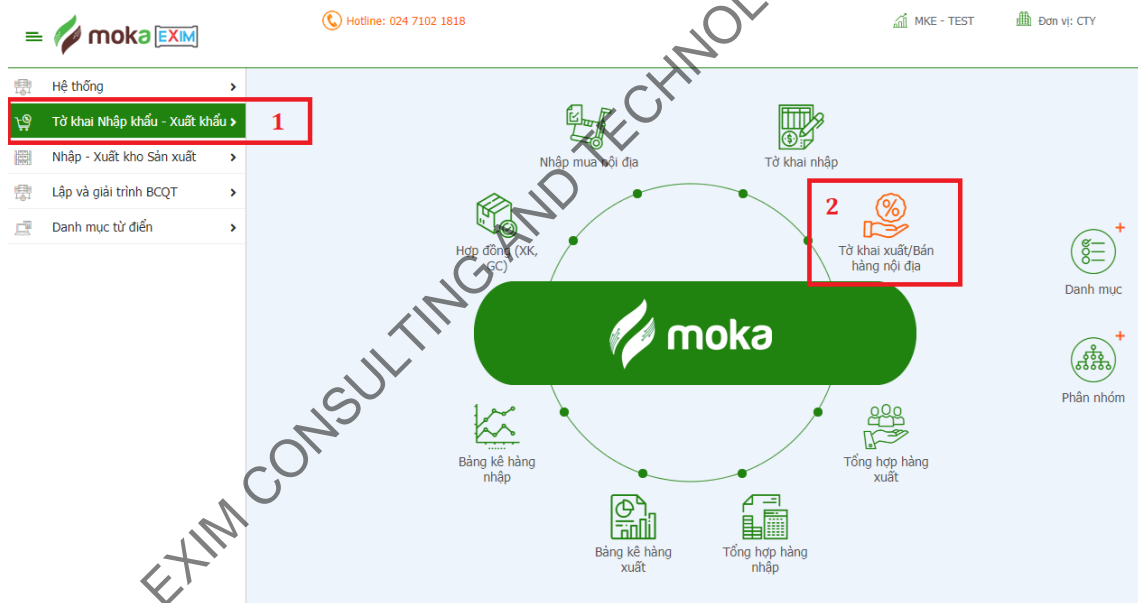 moka EXIM
Hotline: 024 7102 1818
MKE - TEST
Đơn vị: CTY
Hệ thống
Tờ khai Nhập khẩu - Xuất khẩu
1
Nhập - Xuất kho Sản xuất
Lập và giải trình BCQT
Danh mục từ điển
Nhập mua nội địa
Tờ khai nhập
Hợp đồng (XK,
GC)
2
Tờ khai xuất/Bán
hàng nội địa
Danh mục
moka
Phân nhóm
Bảng kê hàng
nhập
Tổng hợp hàng
xuất
Bảng kê hàng
xuất
Tổng hợp hàng
nhập
EXIM CONSULTING AND TECHNOL